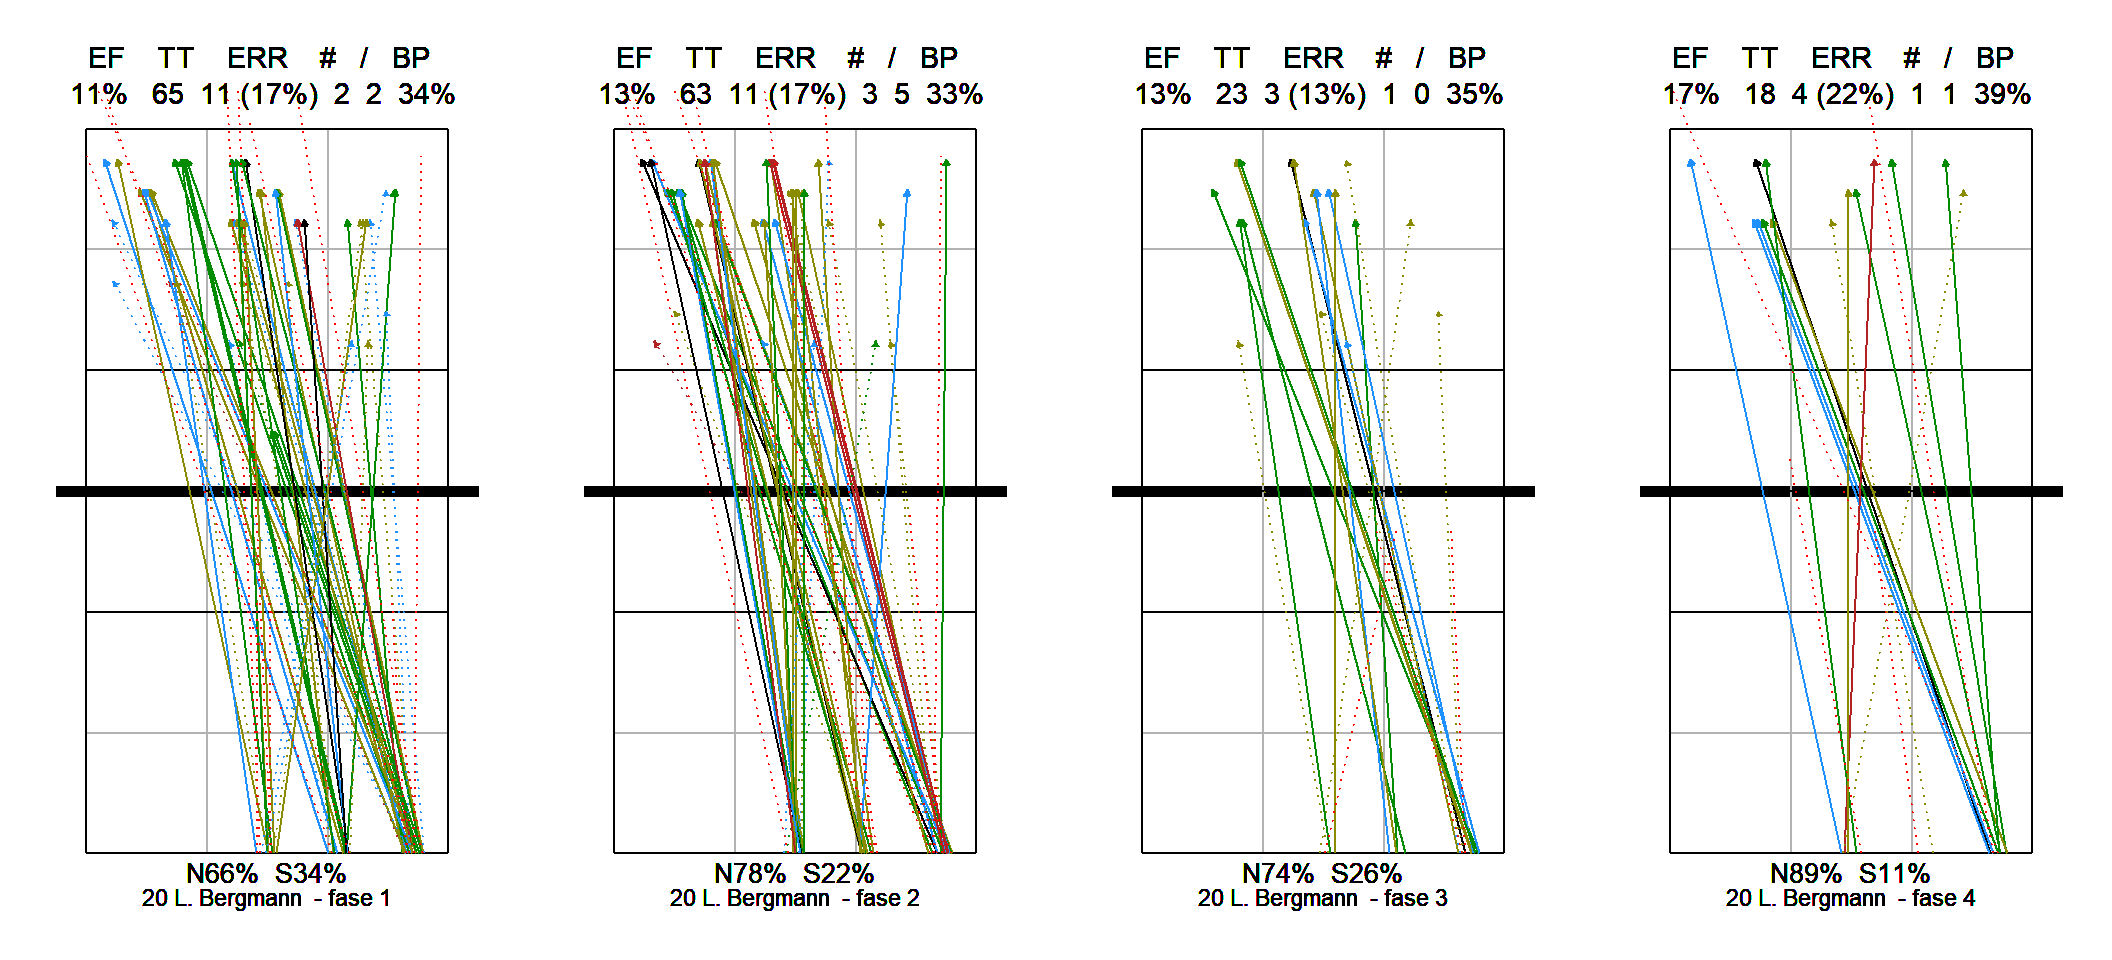 EF TT ERR # / BP
11% 65 11 (17%) 2 2 34%
N66% S34%
20 L. Bergmann - fase 1
EF TT ERR # / BP
13% 63 11 (17%) 3 5 33%
N78% S22%
20 L. Bergmann - fase 2
EF TT ERR # / BP
13% 23 3 (13%) 1 0 35%
N74% S26%
20 L. Bergmann - fase 3
EF TT ERR # / BP
17% 18 4 (22%) 1 1 39%
N89% S11%
20 L. Bergmann - fase 4